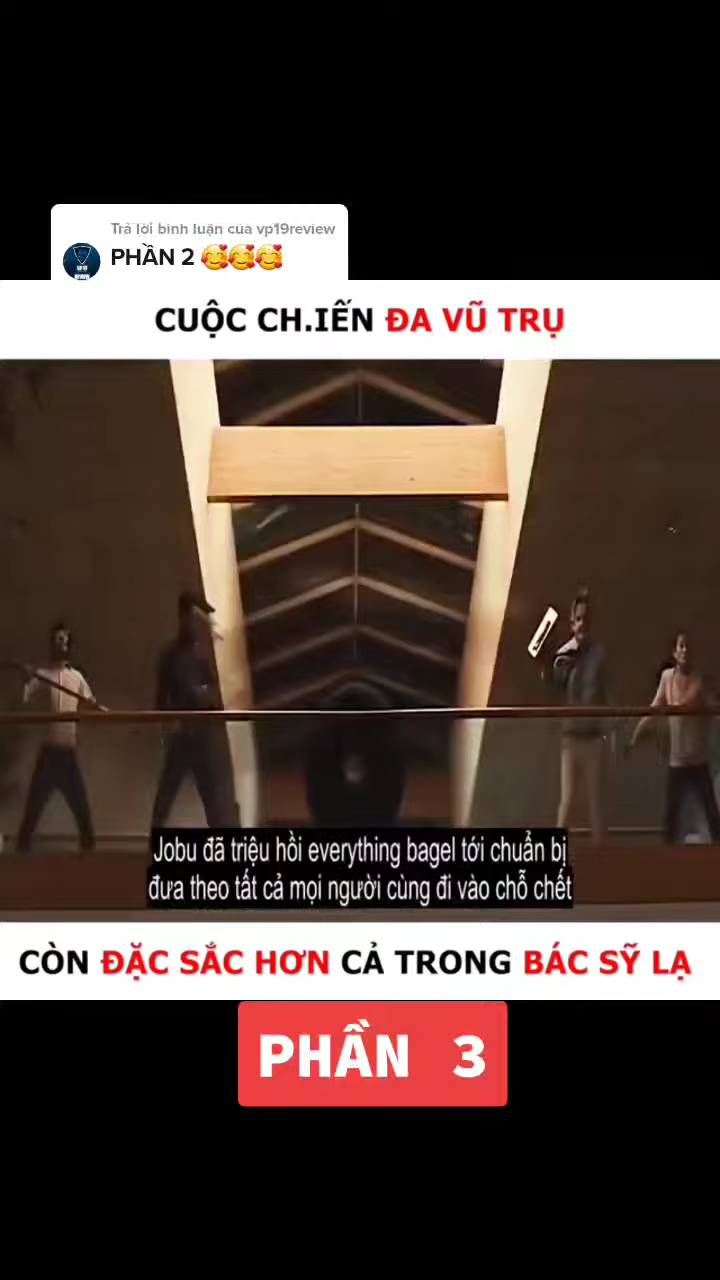 Trả lời bình luận của vp19review
PHẦN 2 🥰🥰🥰
CUỘC CH.IẾN ĐA VŨ TRỤ
Jobu đã triệu hồi everything bagel tới chuẩn bị
đưa theo tất cả mọi người cùng đi vào chỗ chết
CÒN ĐẶC SẮC HƠN CẢ TRONG BÁC SỸ LẠ
PHẦN 3